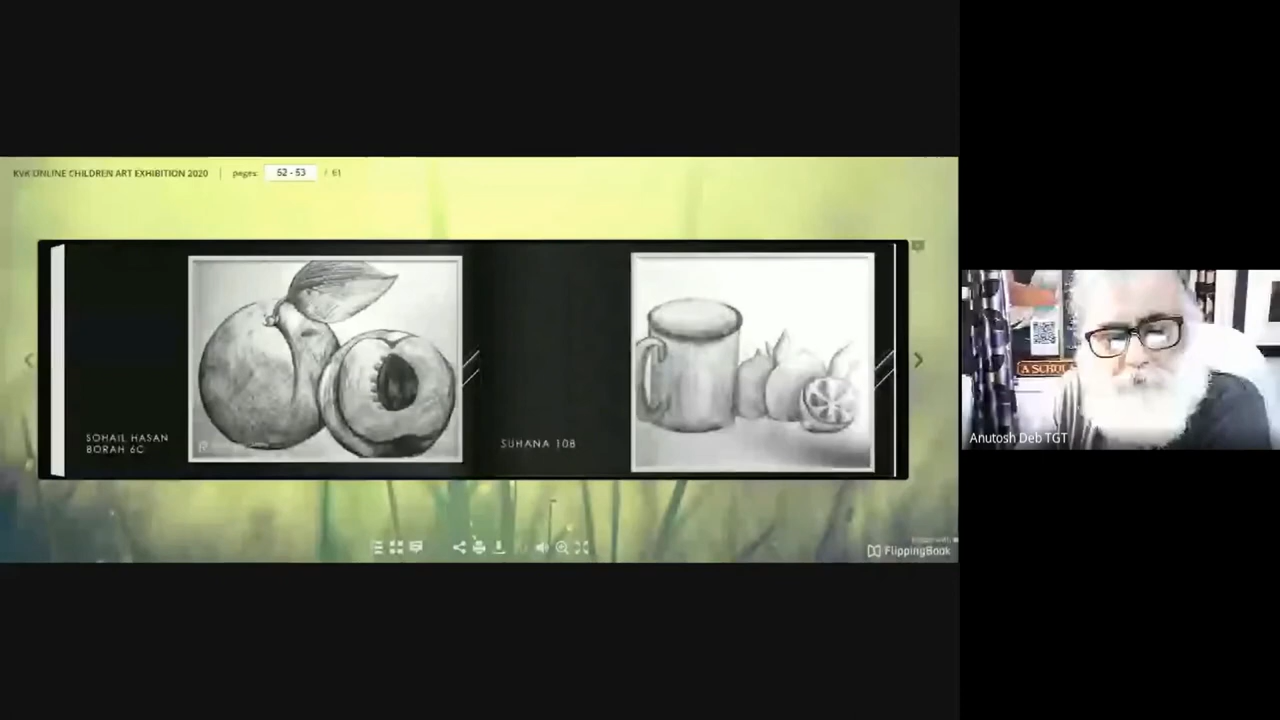 KVK ONLINE CHILDREN ART EXHIBITION 2020
pages:
52 - 53
/ 61
SOHAIL HASAN
BORAH 6C
SUHANA 10B
FlippingBook
Anutosh Deb TGT